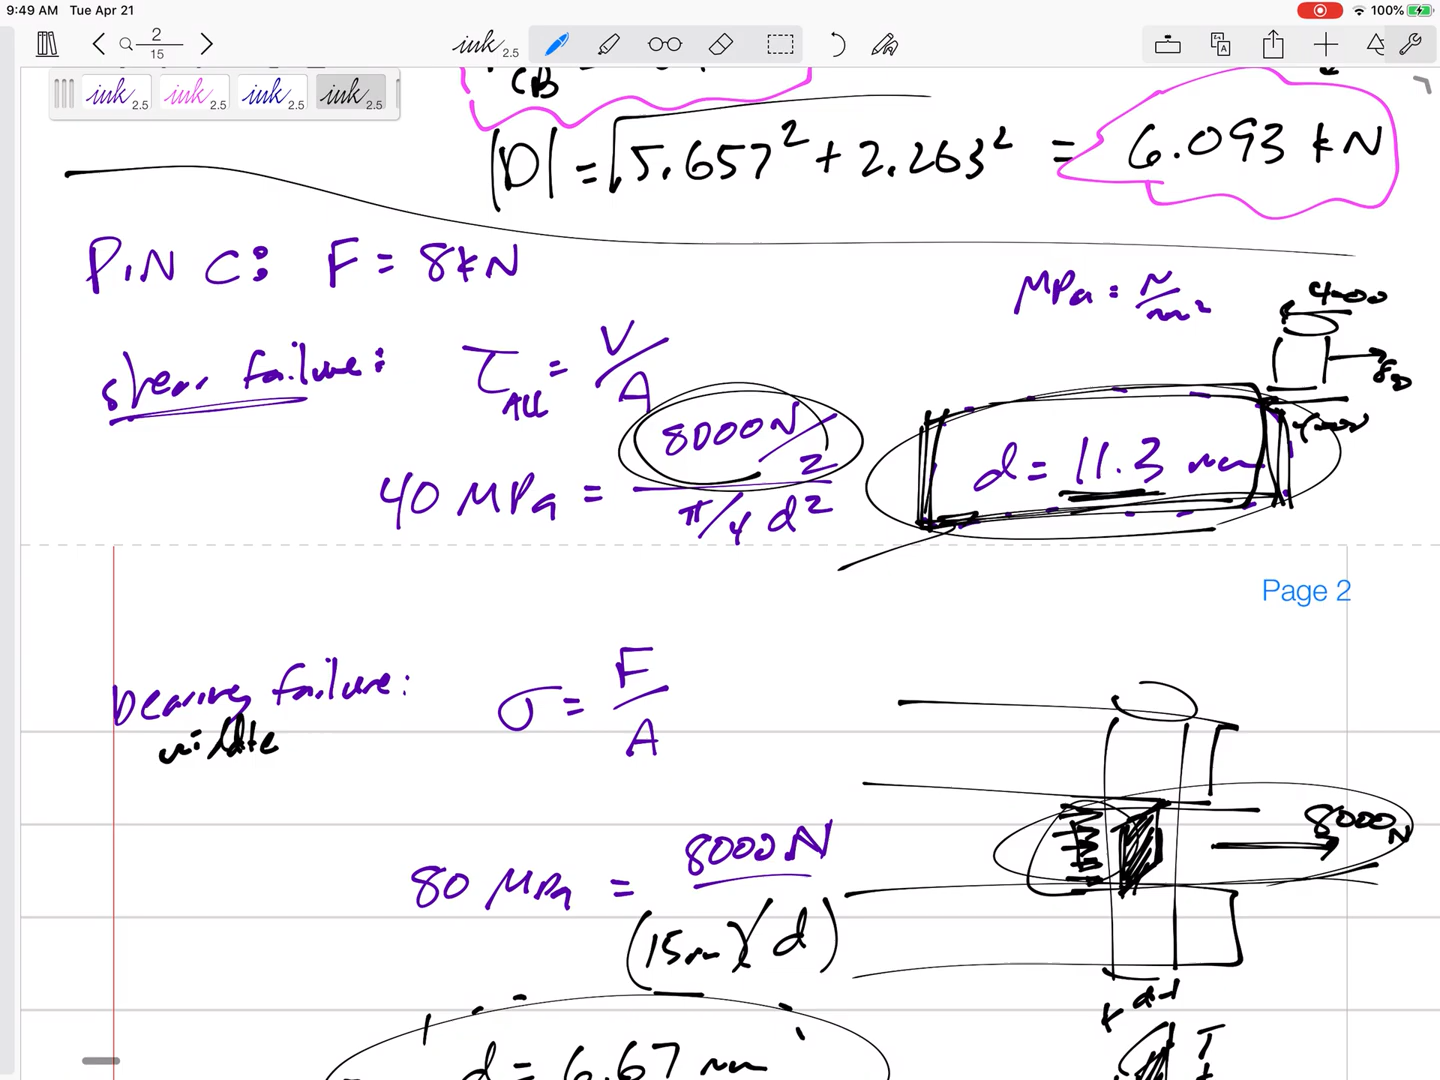 9:49 AM Tue Apr 21
100%
2
15
ink 2.5
ink 2.5 ink 2.5 ink 2.5 ink 2.5
CB
|D| = √5.657² + 2.263² = 6.093 kN
PIN C: F = 8kN
MPa = N/mm²
400
shear failure: τALL = V/A
40 MPa = 8000N/2 / π/4 d²
d = 11.3 mm
Page 2
bearing failure: σ = F/A
middle
8000 N
80 MPa = 8000N / (15mm)(d)
d
d = 6.67 mm